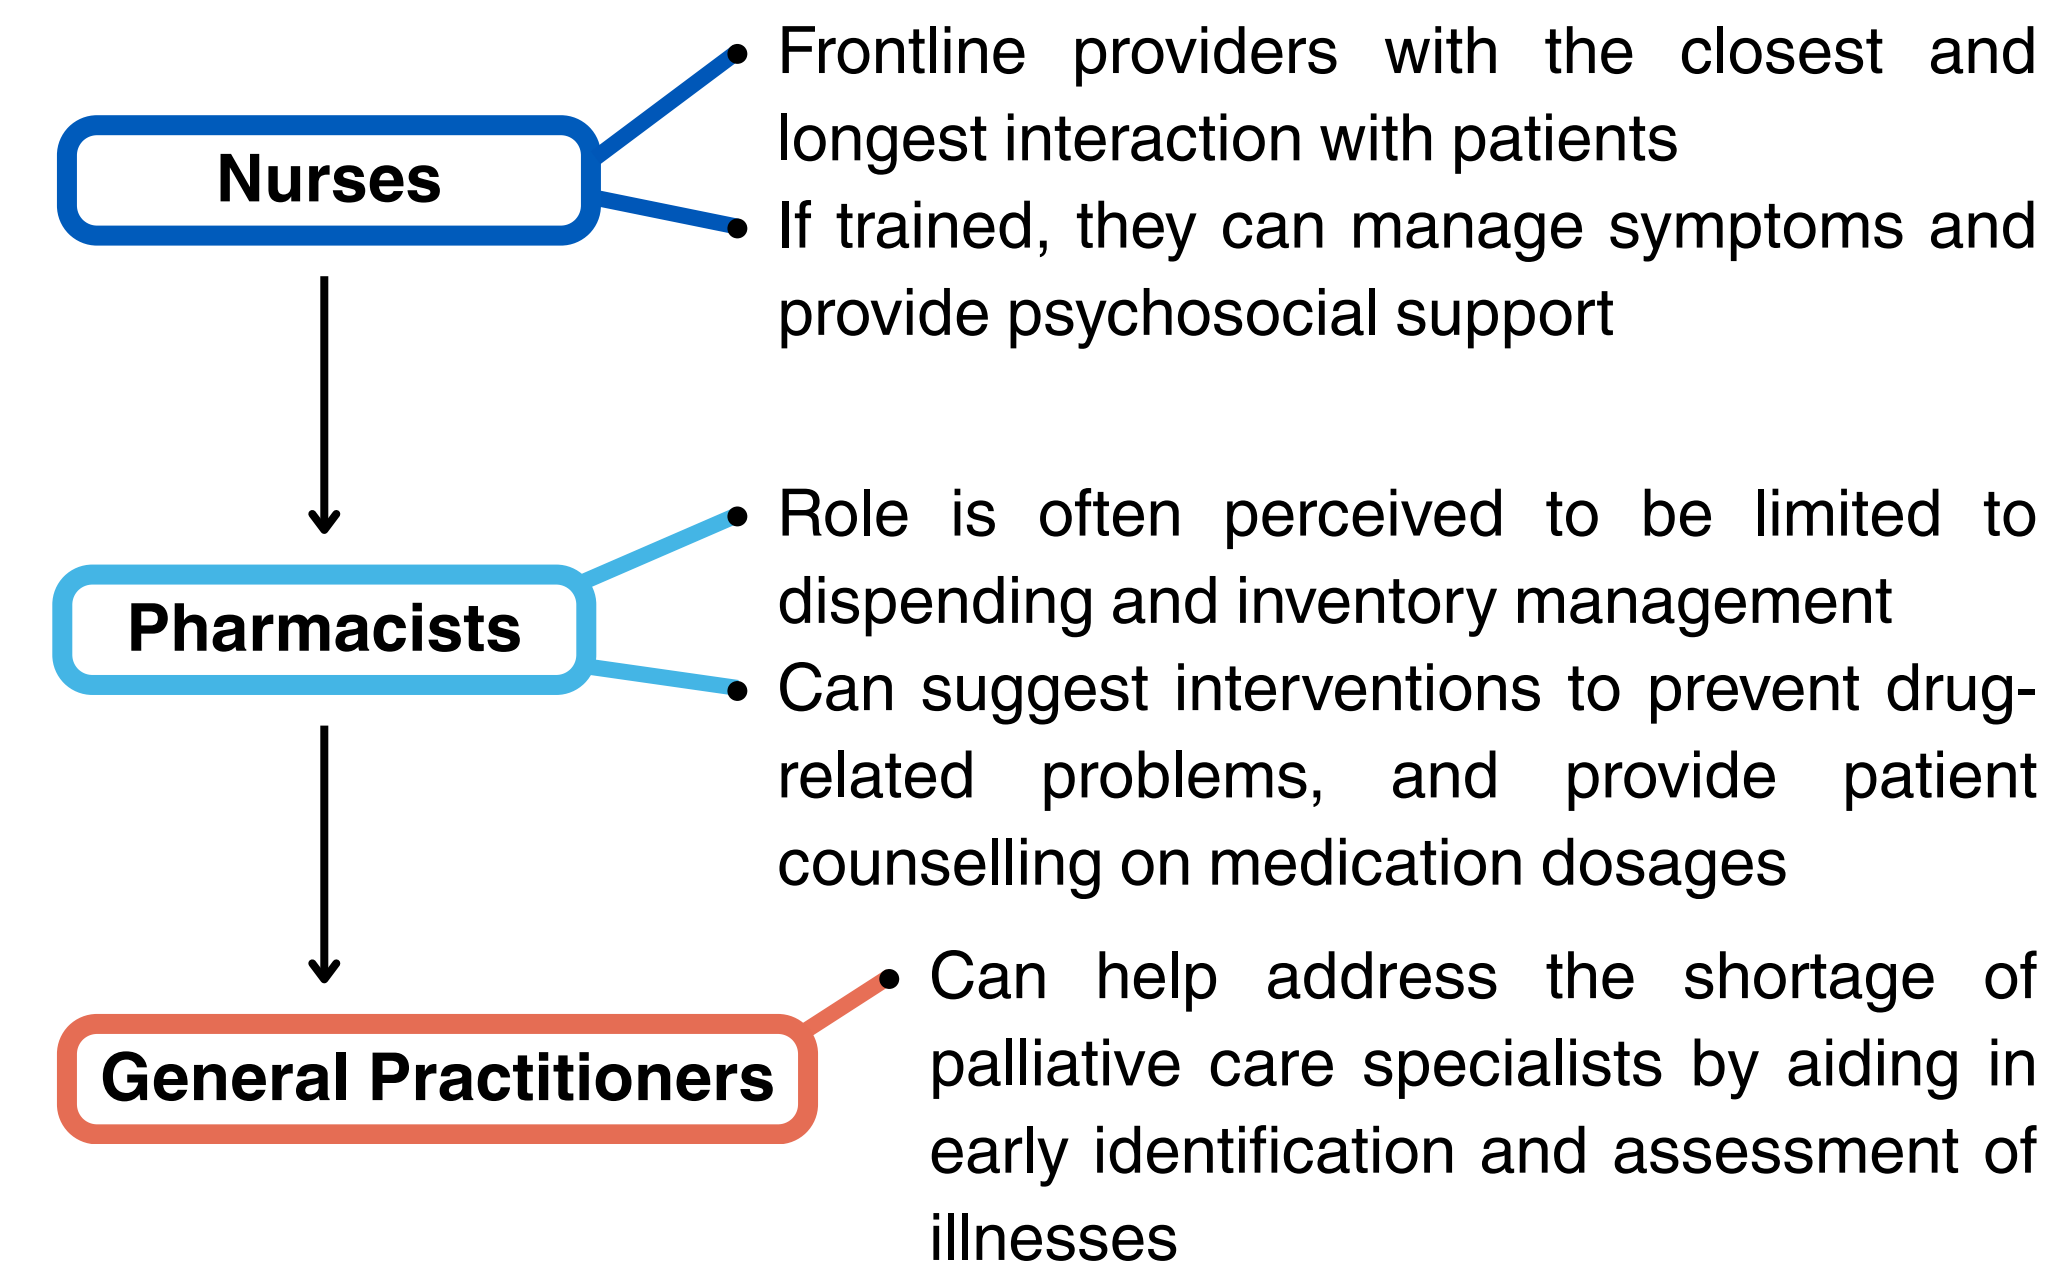 Nurses
Frontline providers with the closest and
longest interaction with patients
If trained, they can manage symptoms and
provide psychosocial support
Pharmacists
Role is often perceived to be limited to
dispending and inventory management
Can suggest interventions to prevent drug-
related problems, and provide patient
counselling on medication dosages
General Practitioners
Can help address the shortage of
palliative care specialists by aiding in
early identification and assessment of
illnesses